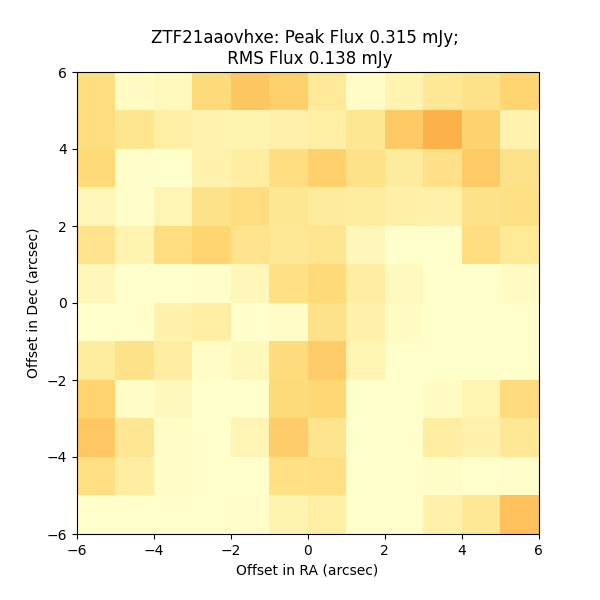 ZTF21aaovhxe: Peak Flux 0.315 mJy;
RMS Flux 0.138 mJy
6
4
2
0
−2
−4
−6
Offset in Dec (arcsec)
−6 −4 −2 0 2 4 6
Offset in RA (arcsec)